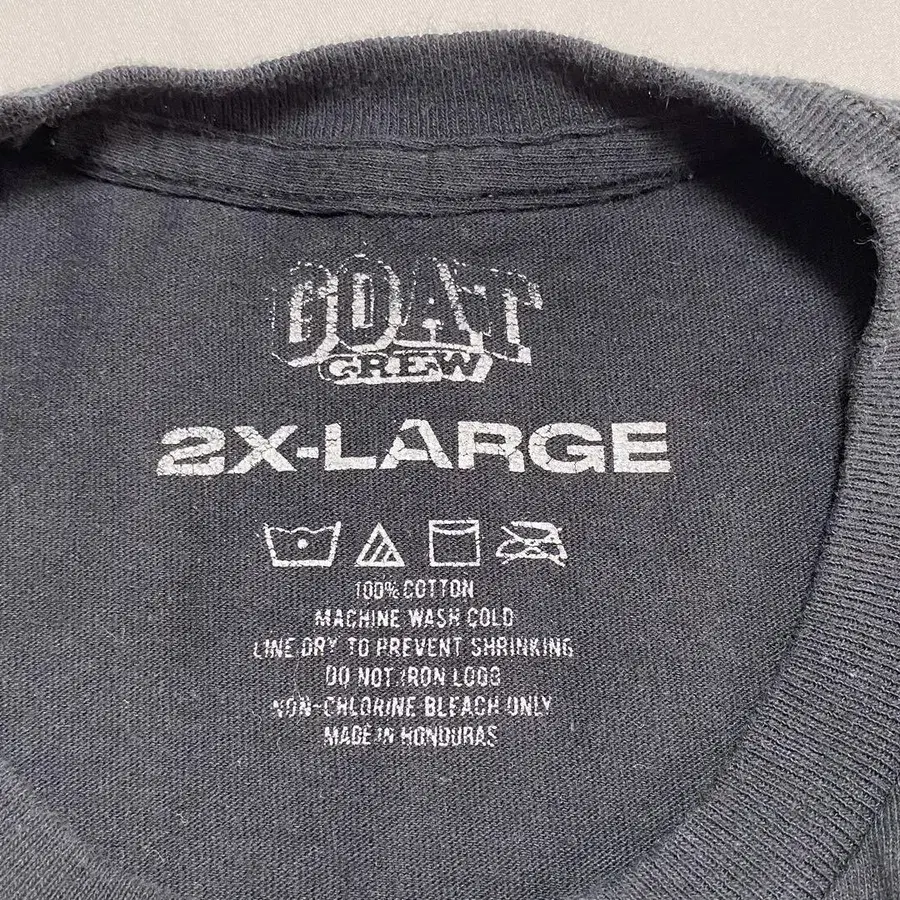 GOAT
CREW
2X-LARGE
100% COTTON
MACHINE WASH COLD
LINE DRY TO PREVENT SHRINKING
DO NOT IRON LOGO
NON-CHLORINE BLEACH ONLY
MADE IN HONDURAS